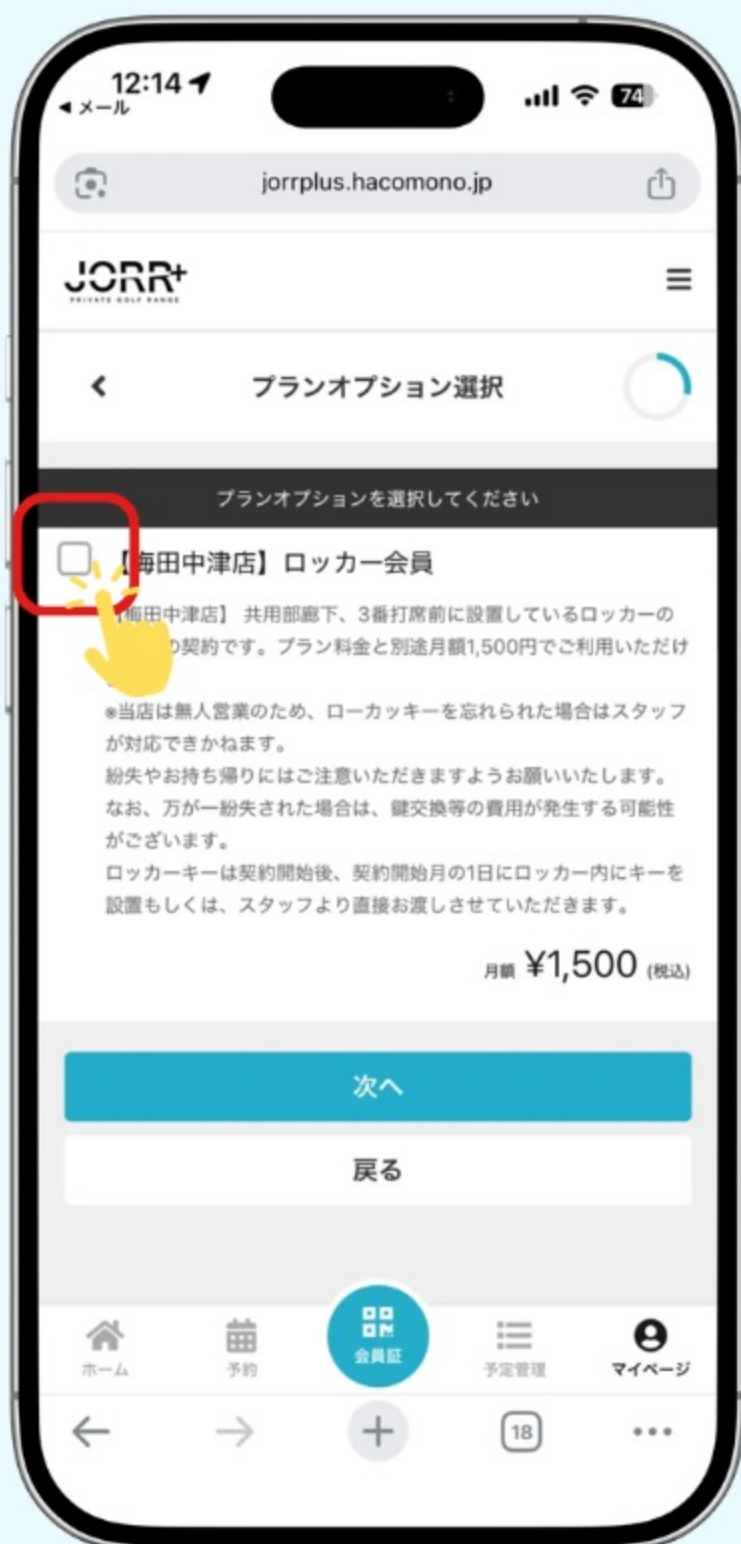 12:14
◀メール
74
jorrplus.hacomono.jp
JORR+
PRIVATE GOLF RANGE
プランオプション選択
プランオプションを選択してください
【梅田中津店】ロッカー会員
【梅田中津店】 共用部廊下、3番打席前に設置しているロッカーの
の契約です。プラン料金と別途月額1,500円でご利用いただけ
※当店は無人営業のため、ローカッキーを忘れられた場合はスタッフ
が対応できかねます。
紛失やお持ち帰りにはご注意いただきますようお願いいたします。
なお、万が一紛失された場合は、鍵交換等の費用が発生する可能性
がございます。
ロッカーキーは契約開始後、契約開始月の1日にロッカー内にキーを
設置もしくは、スタッフより直接お渡しさせていただきます。
月額 ¥1,500 (税込)
次へ
戻る
ホーム
予約
会員証
予定管理
マイページ
18